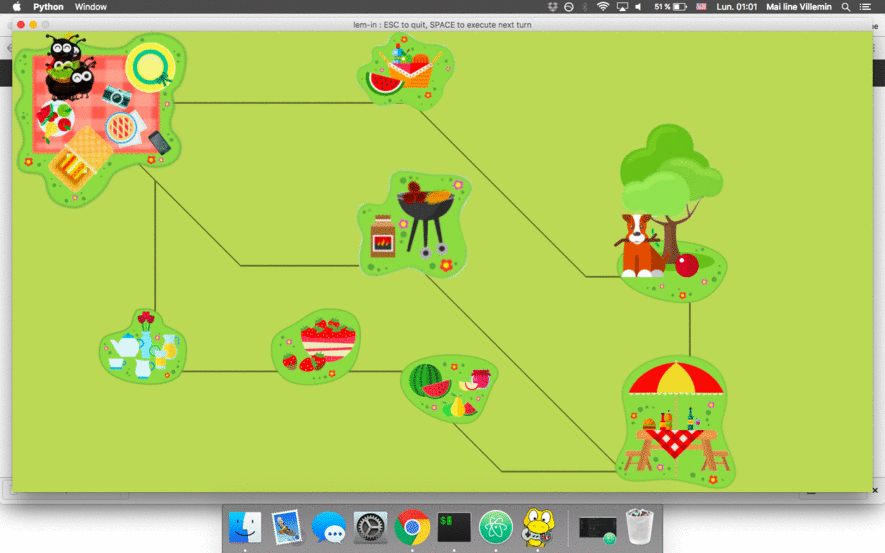 Python Window 51 % Lun. 01:01 Mai line Villemin
lem-in : ESC to quit, SPACE to execute next turn